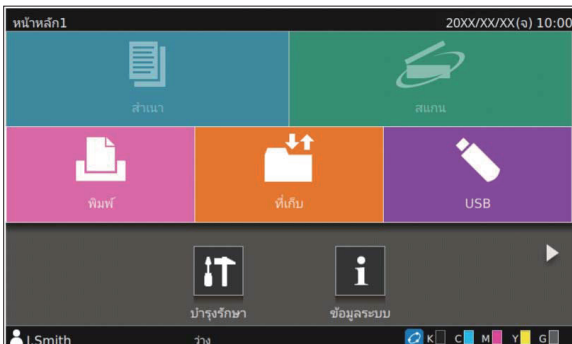 หน้าหลัก1 20XX/XX/XX(จ) 10:00
สำเนา สแกน
พิมพ์ ที่เก็บ USB
บำรุงรักษา ข้อมูลระบบ
J.Smith ว่าง K C M Y G